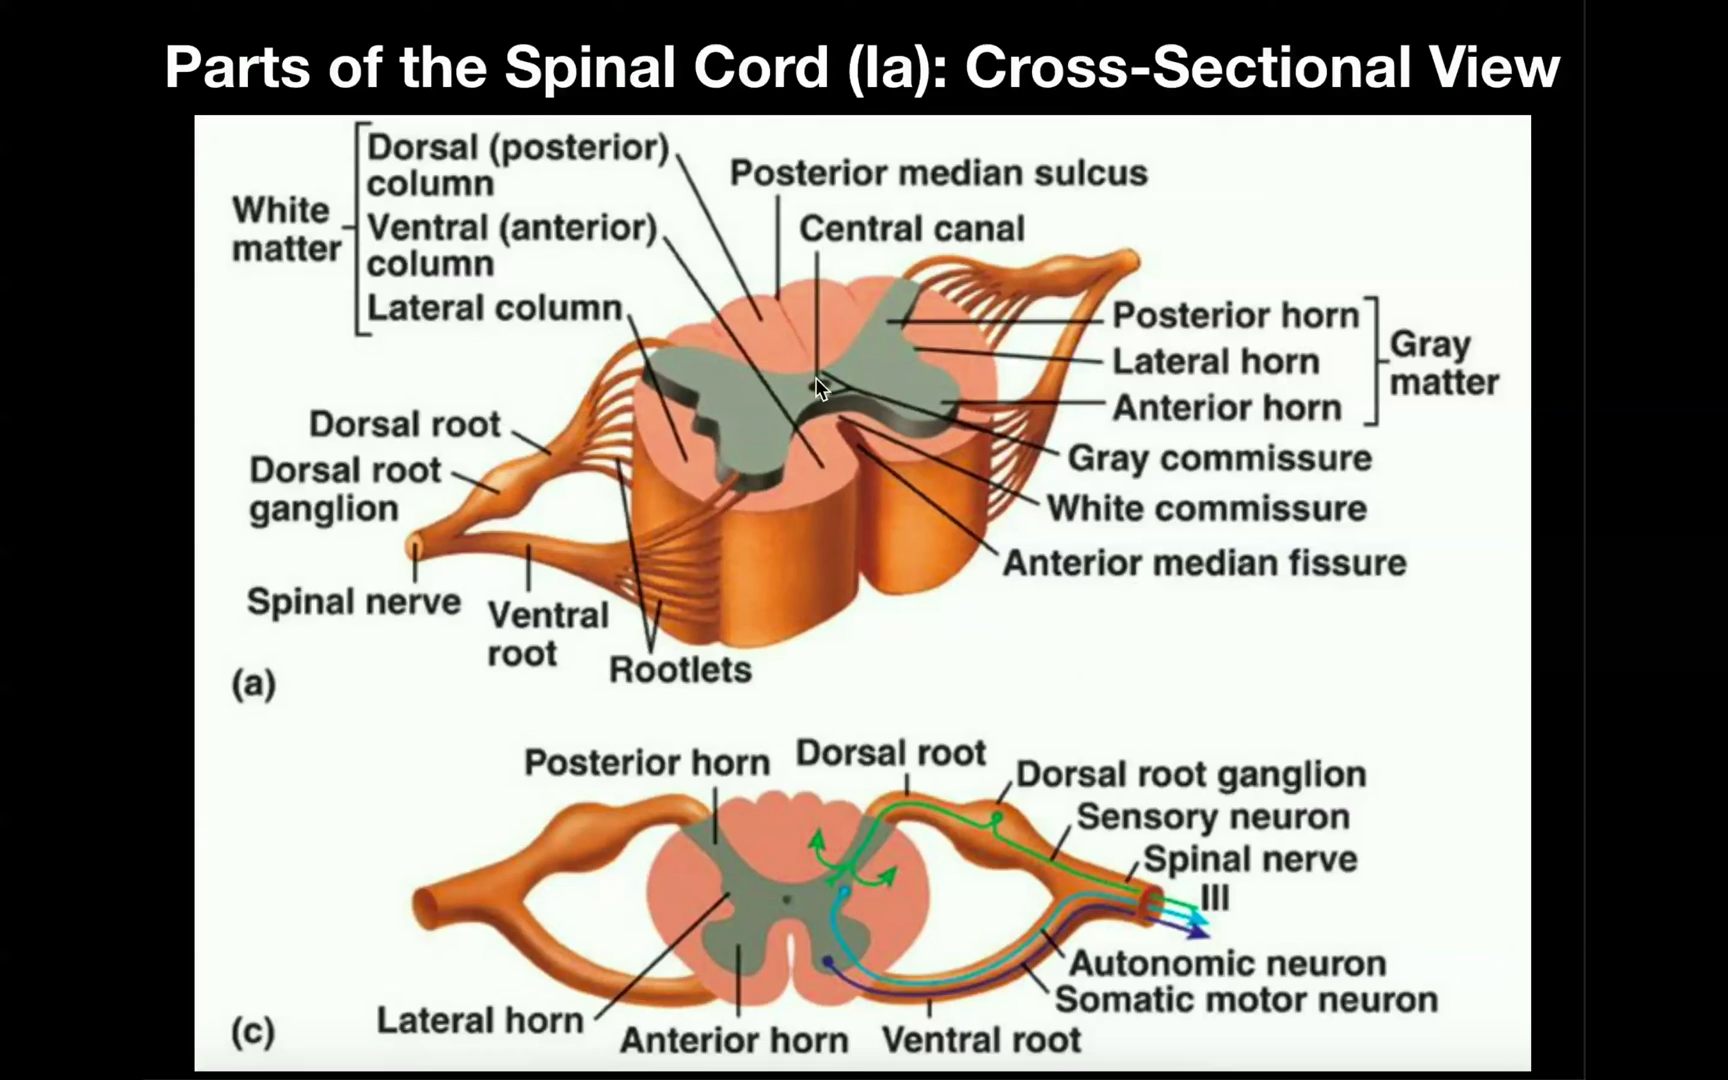 Parts of the Spinal Cord (Ia): Cross-Sectional View
White
matter
Dorsal (posterior)
column
Ventral (anterior)
column
Lateral column
Posterior median sulcus
Central canal
Posterior horn
Lateral horn
Anterior horn
Gray
matter
Gray commissure
White commissure
Anterior median fissure
Dorsal root
Dorsal root
ganglion
Spinal nerve
Ventral
root
Rootlets
(a)
Posterior horn
Dorsal root
Dorsal root ganglion
Sensory neuron
Spinal nerve
Autonomic neuron
Somatic motor neuron
Lateral horn
Anterior horn
Ventral root
(c)